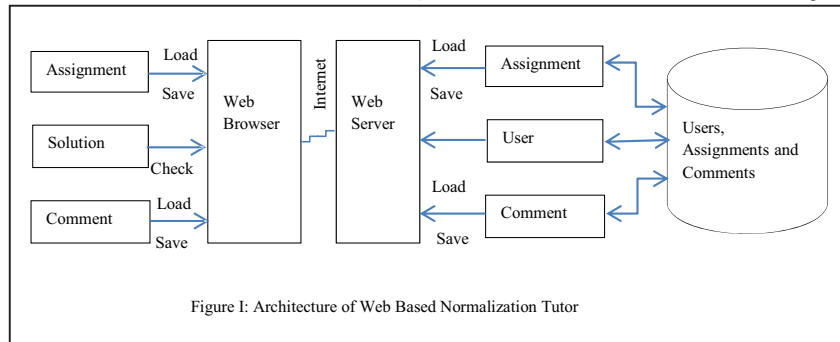 Load
Assignment
Save
Solution
Check
Load
Comment
Save
Web
Browser
Internet
Web
Server
Load
Assignment
Save
User
Load
Comment
Save
Users,
Assignments and
Comments
Figure I: Architecture of Web Based Normalization Tutor